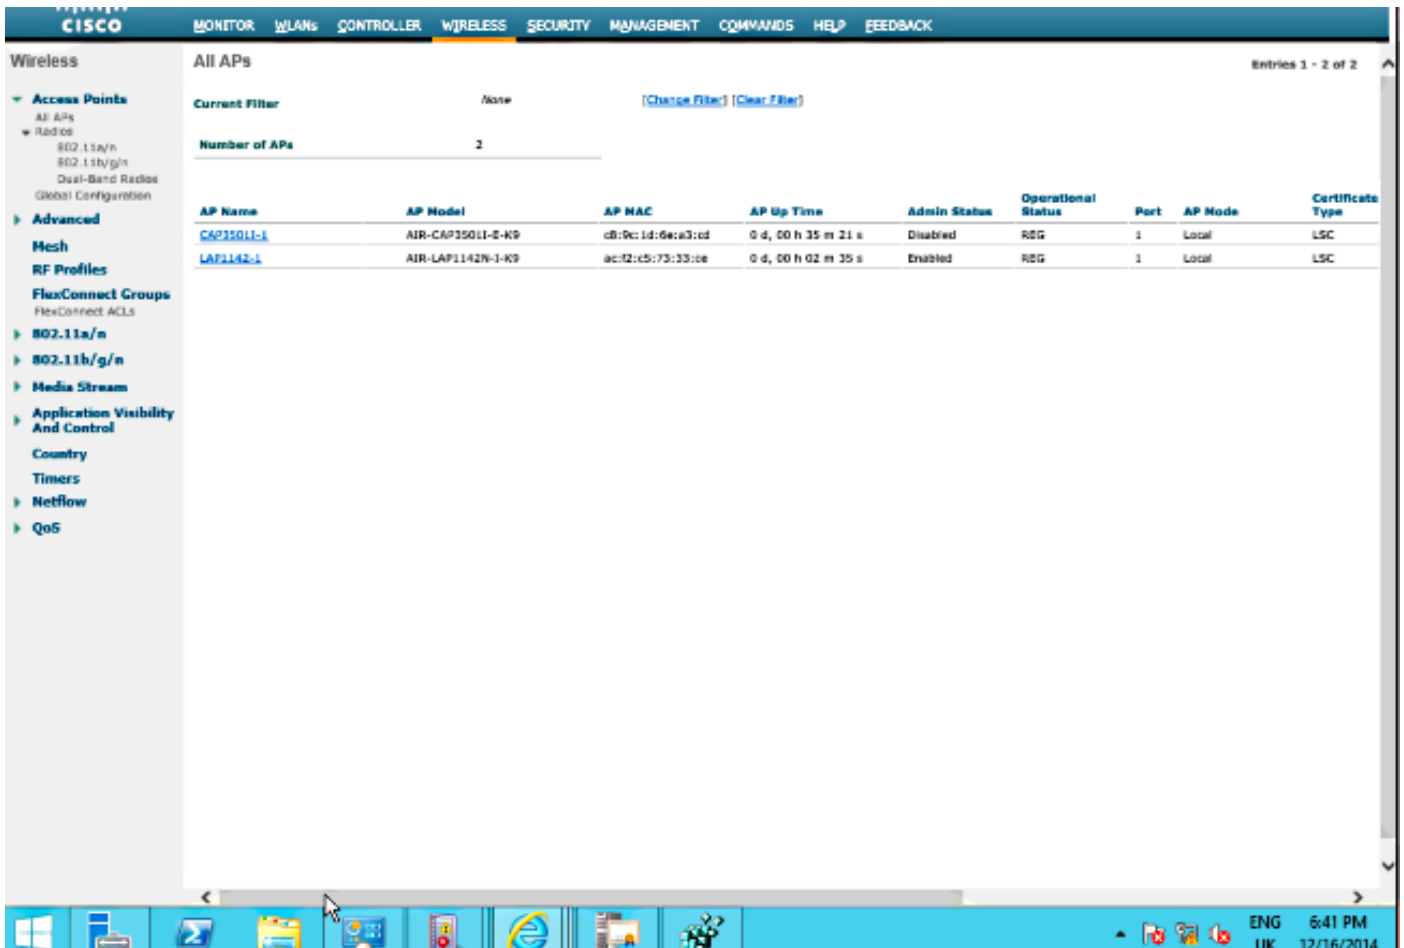 CISCO
MONITOR WLANs CONTROLLER WIRELESS SECURITY MANAGEMENT COMMANDS HELP FEEDBACK
Wireless
Access Points
All APs
Radios
802.11a/n
802.11b/g/n
Dual-Band Radios
Global Configuration
Advanced
Mesh
RF Profiles
FlexConnect Groups
FlexConnect ACLs
802.11a/n
802.11b/g/n
Media Stream
Application Visibility
And Control
Country
Timers
Netflow
QoS
All APs
Entries 1 - 2 of 2
Current Filter None [Change Filter] [Clear Filter]
Number of APs 2
AP Name AP Model AP MAC AP Up Time Admin Status Operational Status Port AP Mode Certificate Type
CAP3501I-1 AIR-CAP3501I-E-K9 c8:9c:1d:6e:a3:cd 0 d, 00 h 35 m 21 s Disabled REG 1 Local LSC
LAP1142-1 AIR-LAP1142N-I-K9 ac:f2:c5:73:33:ce 0 d, 00 h 02 m 35 s Enabled REG 1 Local LSC
ENG 6:41 PM
UK 12/16/2014